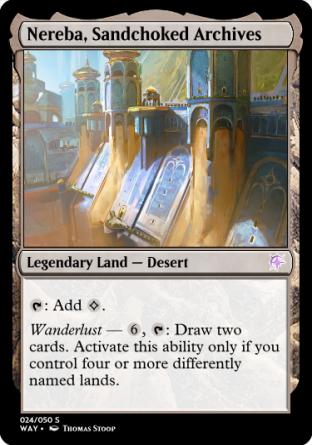 Nereba, Sandchoked Archives
Legendary Land — Desert
: Add .
Wanderlust — 6, : Draw two
cards. Activate this ability only if you
control four or more differently
named lands.
024/050 S
WAY • Thomas Stoop